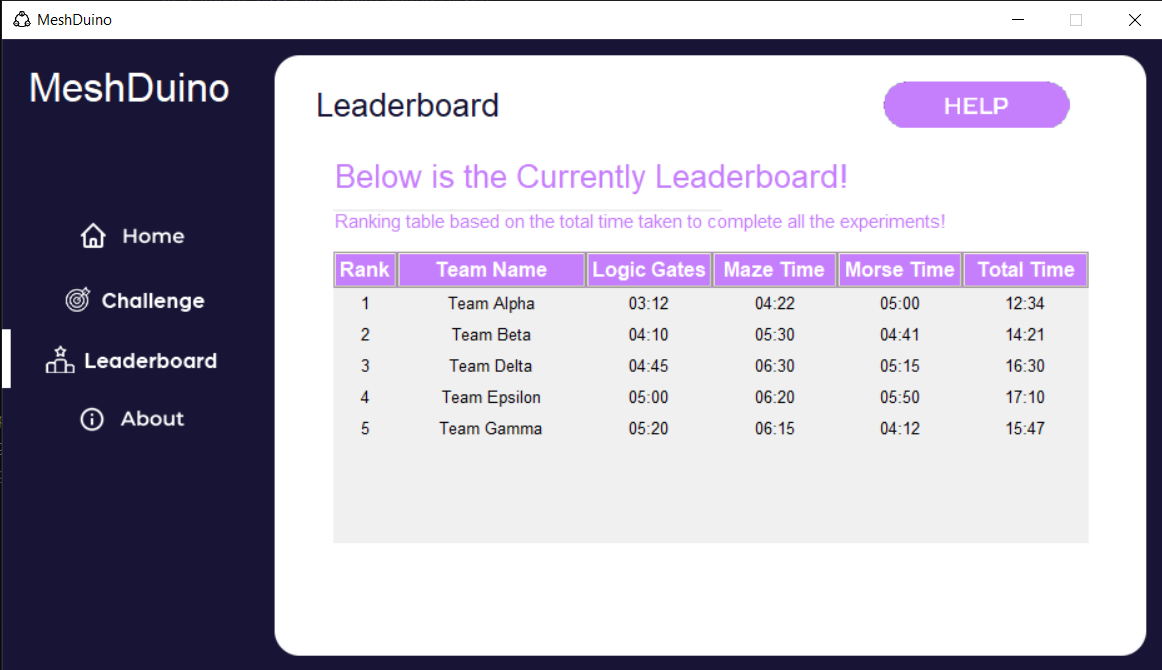 MeshDuino
MeshDuino
Home
Challenge
Leaderboard
About
Leaderboard
HELP
Below is the Currently Leaderboard!
Ranking table based on the total time taken to complete all the experiments!
Rank Team Name Logic Gates Maze Time Morse Time Total Time
1 Team Alpha 03:12 04:22 05:00 12:34
2 Team Beta 04:10 05:30 04:41 14:21
3 Team Delta 04:45 06:30 05:15 16:30
4 Team Epsilon 05:00 06:20 05:50 17:10
5 Team Gamma 05:20 06:15 04:12 15:47